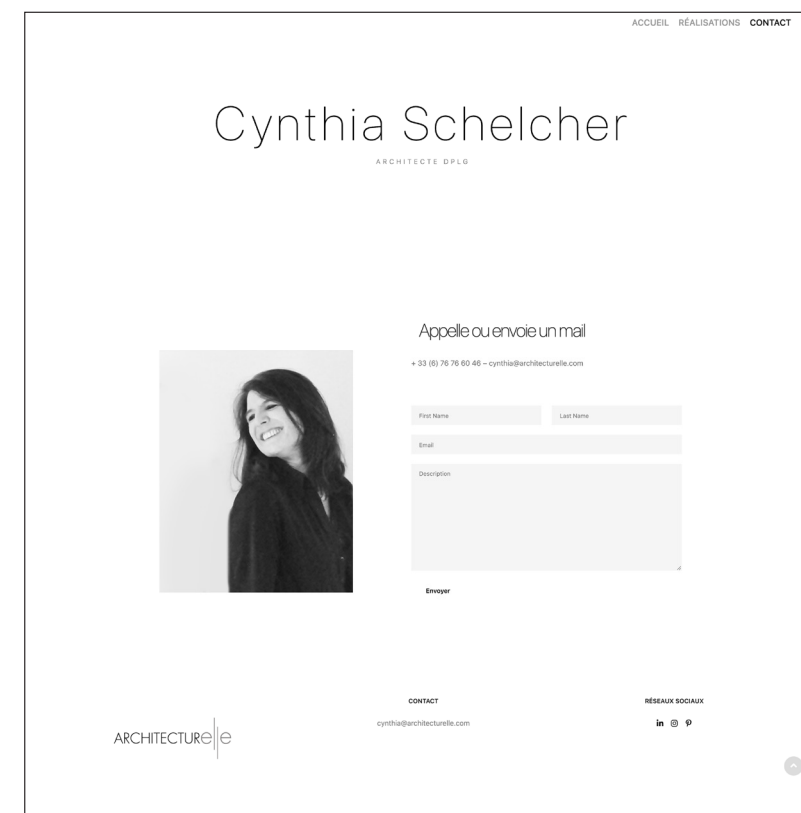 ACCUEIL RÉALISATIONS CONTACT
Cynthia Schelcher
ARCHITECTE DPLG
Appelle ou envoie un mail
+ 33 (6) 76 76 60 46 – cynthia@architecturelle.com
First Name Last Name
Email
Description
Envoyer
CONTACT RÉSEAUX SOCIAUX
cynthia@architecturelle.com in
ARCHITECTURelle